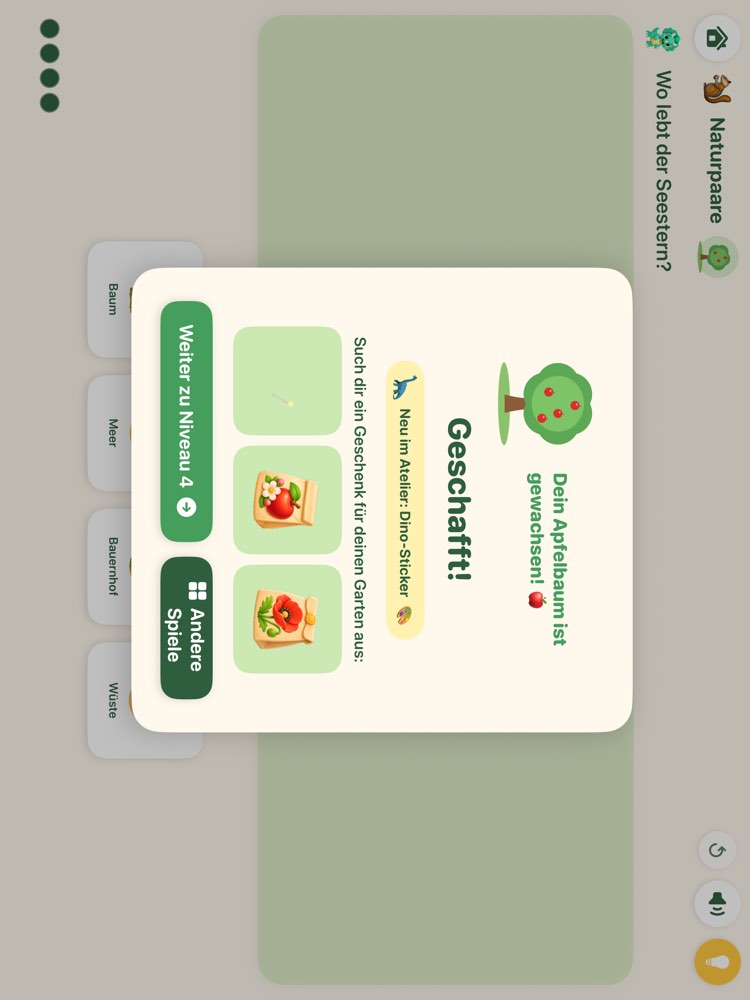 Naturpaare
Wo lebt der Seestern?
Dein Apfelbaum ist
gewachsen!
Geschafft!
Neu im Atelier: Dino-Sticker
Such dir ein Geschenk für deinen Garten aus:
Weiter zu Niveau 4
Andere
Spiele
Baum
Meer
Bauernhof
Wüste